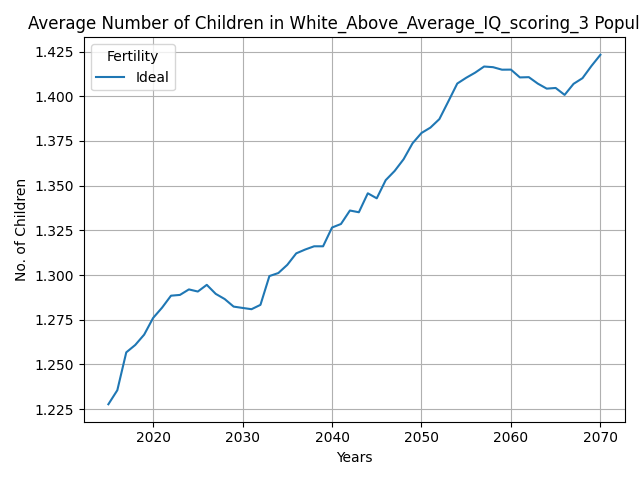 Average Number of Children in White_Above_Average_IQ_scoring_3 Popul
Fertility
Ideal
1.425
1.400
1.375
1.350
1.325
1.300
1.275
1.250
1.225
No. of Children
2020 2030 2040 2050 2060 2070
Years